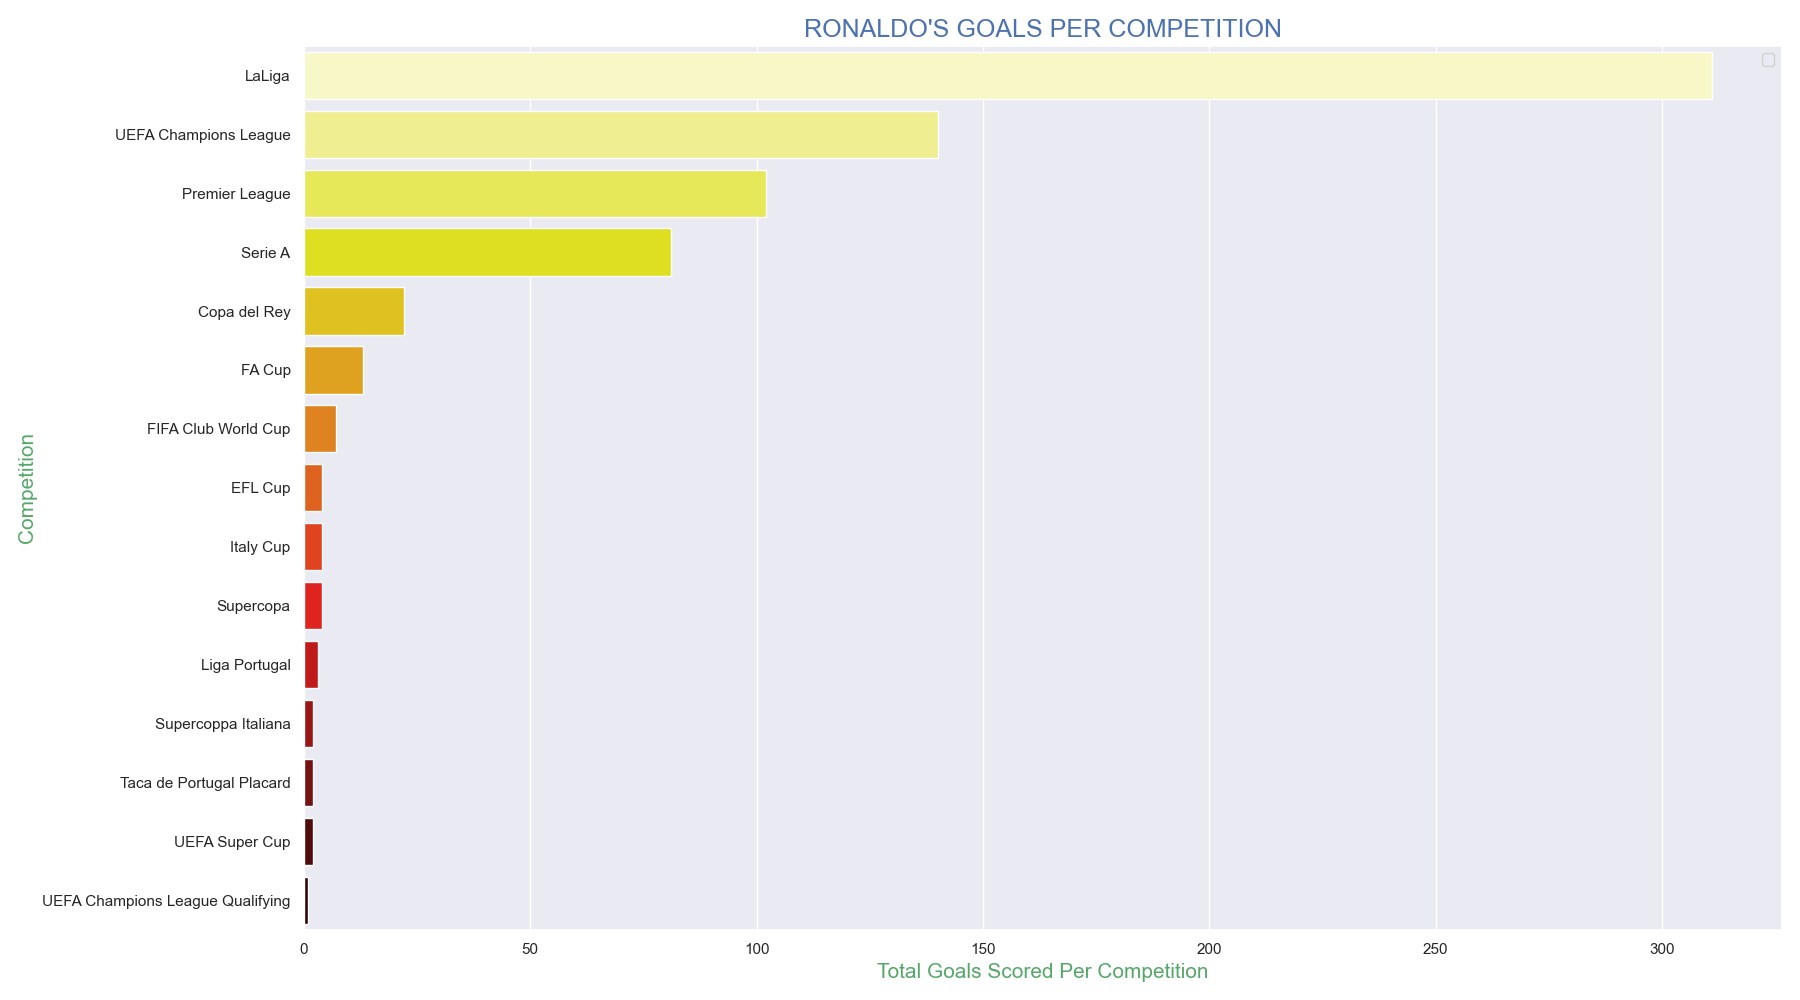 RONALDO'S GOALS PER COMPETITION
LaLiga
UEFA Champions League
Premier League
Serie A
Copa del Rey
FA Cup
FIFA Club World Cup
EFL Cup
Italy Cup
Supercopa
Liga Portugal
Supercoppa Italiana
Taca de Portugal Placard
UEFA Super Cup
UEFA Champions League Qualifying
Competition
0 50 100 150 200 250 300
Total Goals Scored Per Competition